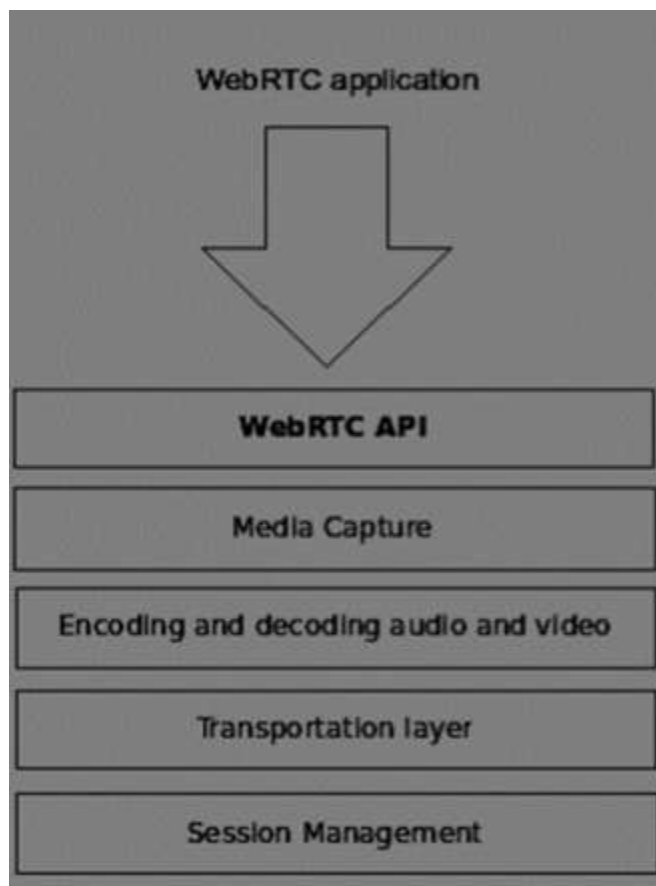 WebRTC application
WebRTC API
Media Capture
Encoding and decoding audio and video
Transportation layer
Session Management